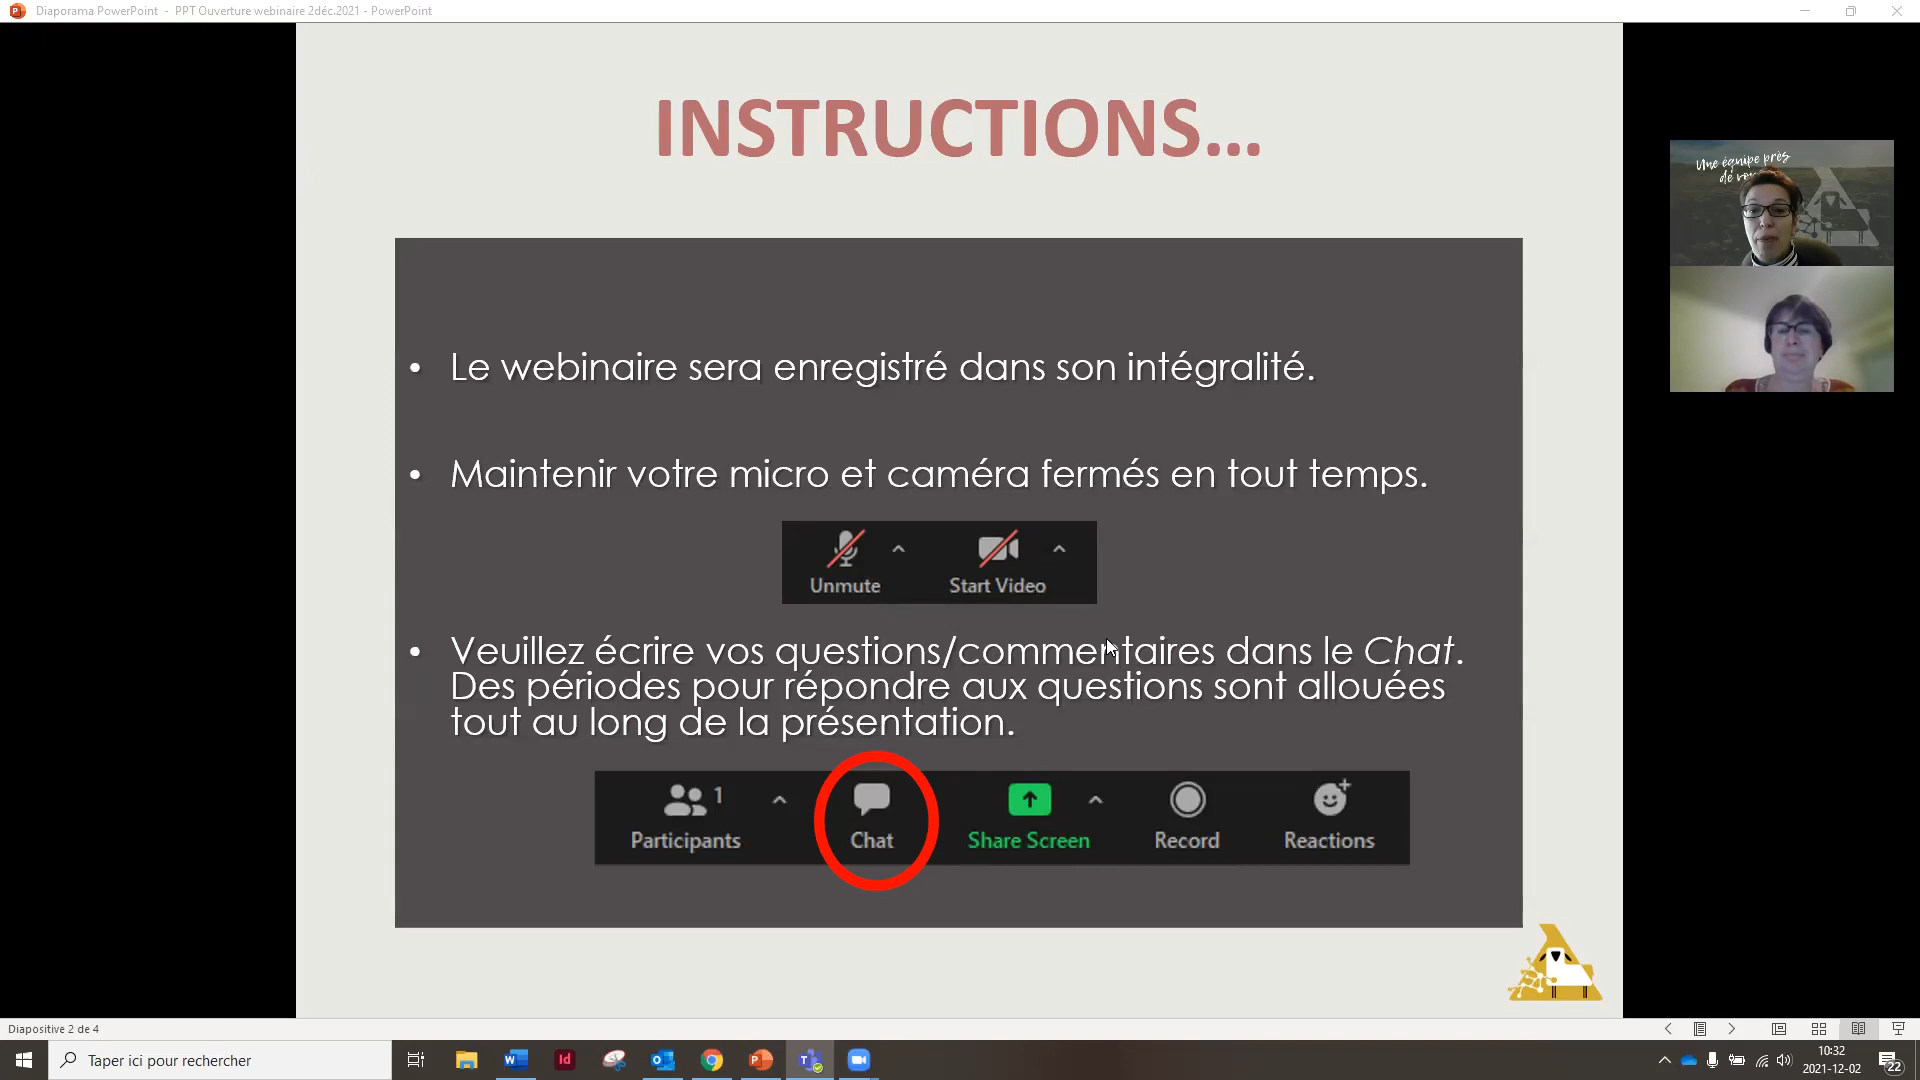 Diaporama PowerPoint - PPT Ouverture webinaire 2déc.2021 - PowerPoint
INSTRUCTIONS...
Une équipe près
de
• Le webinaire sera enregistré dans son intégralité.
• Maintenir votre micro et caméra fermés en tout temps.
Unmute Start Video
• Veuillez écrire vos questions/commentaires dans le Chat.
Des périodes pour répondre aux questions sont allouées
tout au long de la présentation.
1
Participants Chat Share Screen Record Reactions
Diapositive 2 de 4
Taper ici pour rechercher
10:32
2021-12-02
22